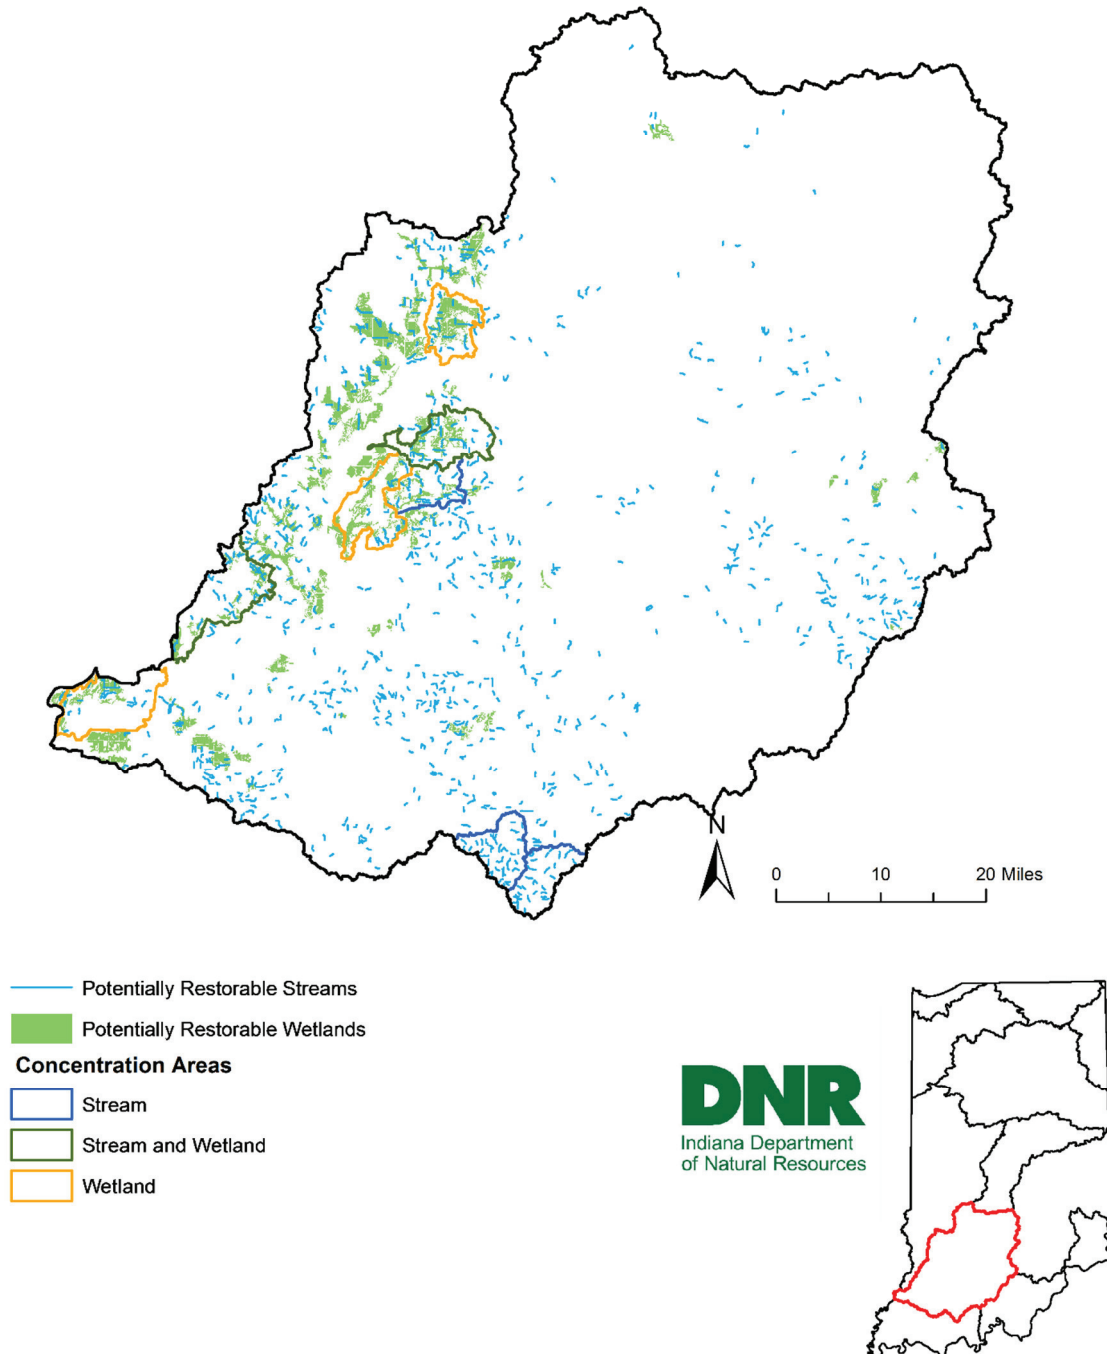 N
0 10 20 Miles
Potentially Restorable Streams
Potentially Restorable Wetlands
Concentration Areas
Stream
Stream and Wetland
Wetland
DNR
Indiana Department
of Natural Resources